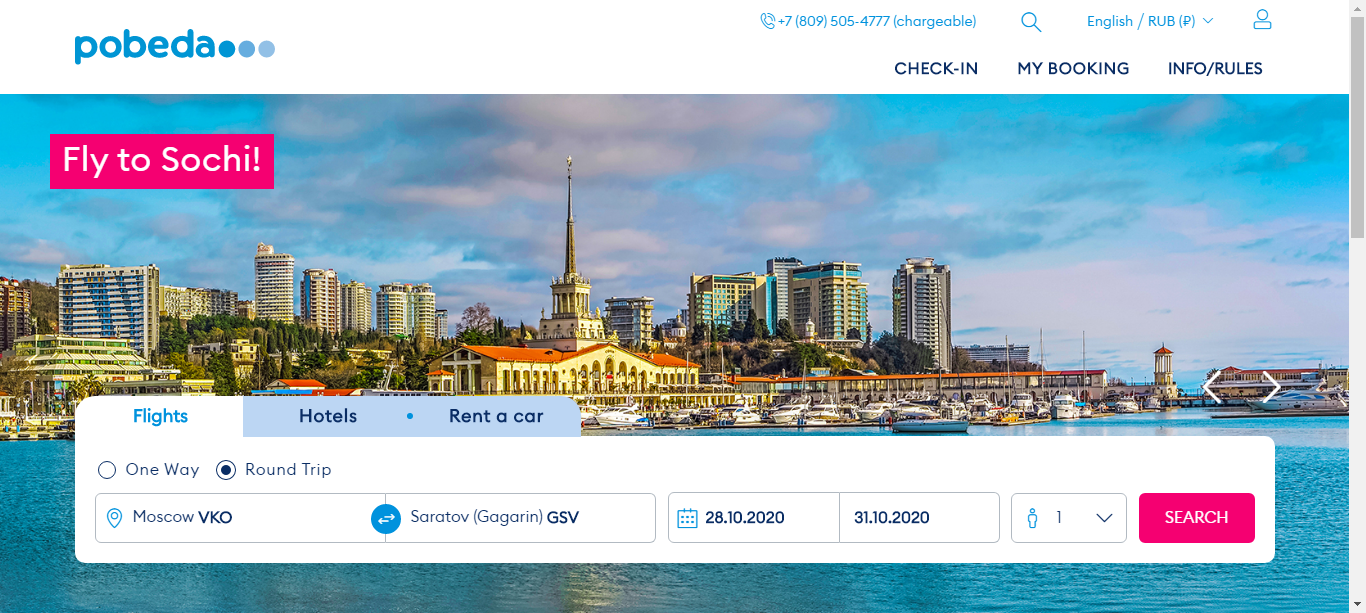 pobeda
+7 (809) 505-4777 (chargeable)
English / RUB (₽)
CHECK-IN MY BOOKING INFO/RULES
Fly to Sochi!
Flights Hotels • Rent a car
One Way Round Trip
Moscow VKO Saratov (Gagarin) GSV 28.10.2020 31.10.2020 1 SEARCH